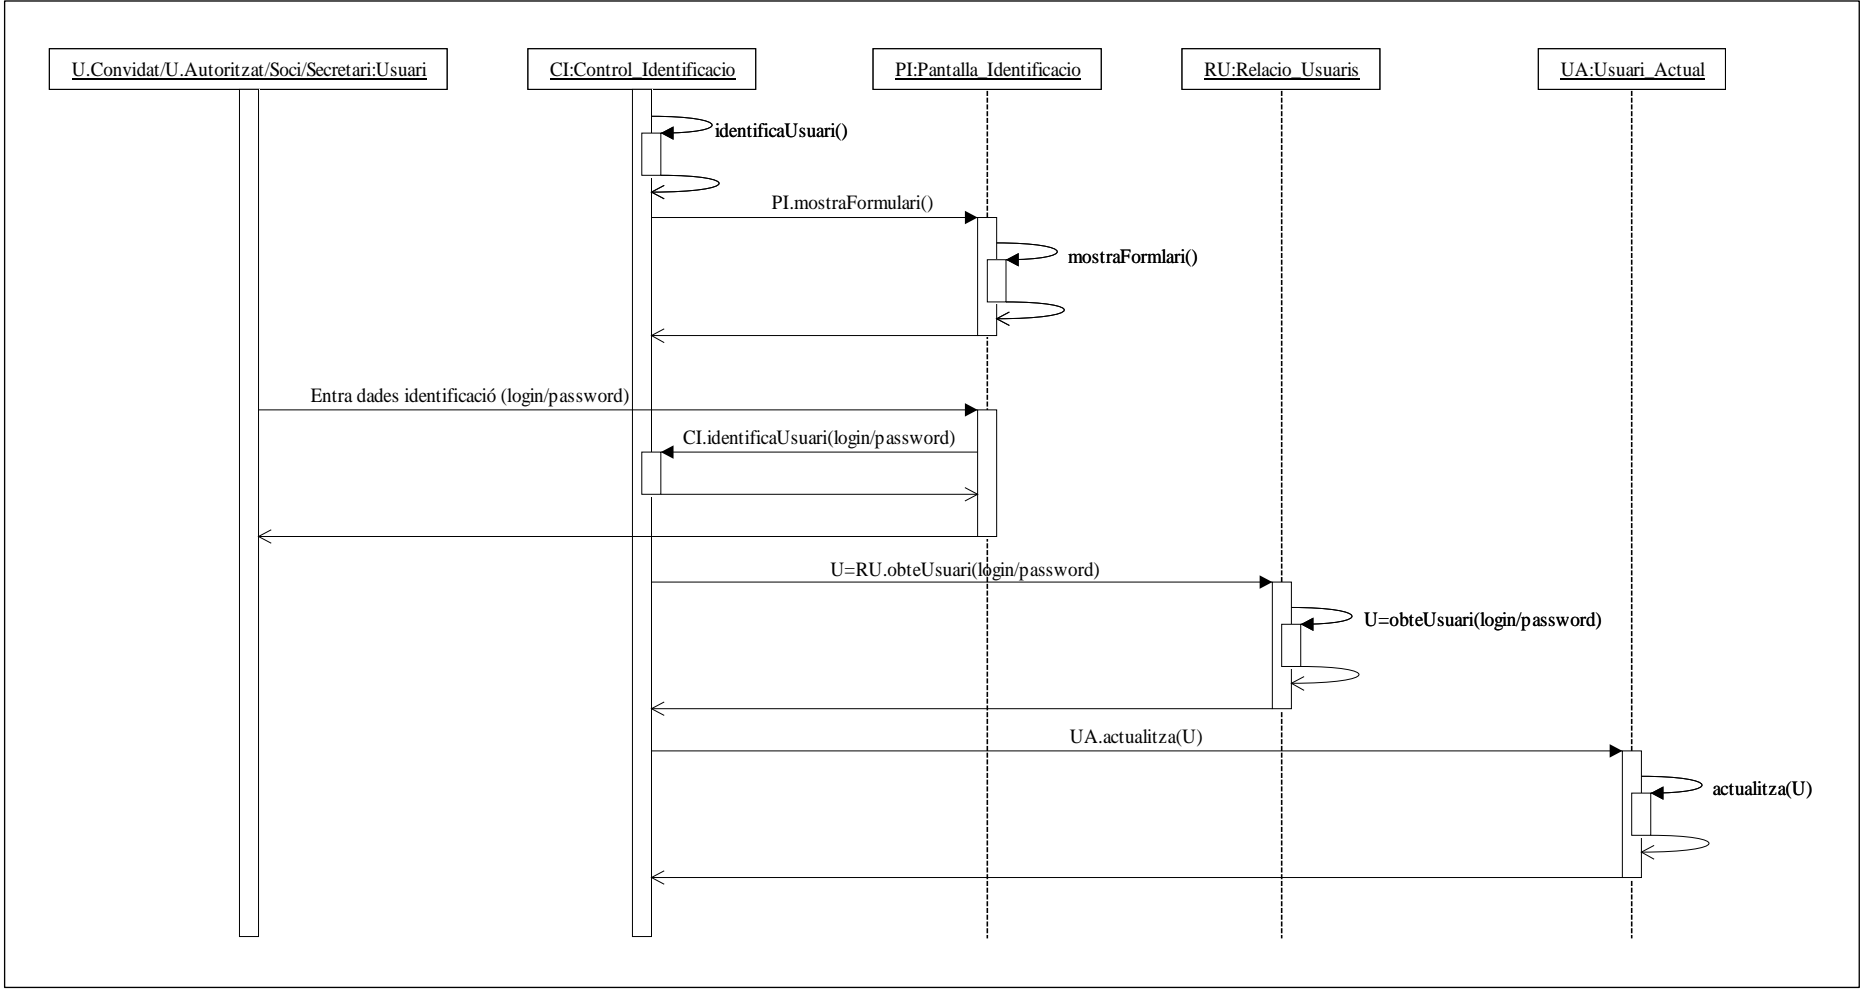 U.Convidat/U.Autoritzat/Soci/Secretari:Usuari
CI:Control_Identificacio
PI:Pantalla_Identificacio
RU:Relacio_Usuaris
UA:Usuari_Actual
identificaUsuari()
PI.mostraFormulari()
mostraFormlari()
Entra dades identificació (login/password)
CI.identificaUsuari(login/password)
U=RU.obteUsuari(login/password)
U=obteUsuari(login/password)
UA.actualitza(U)
actualitza(U)